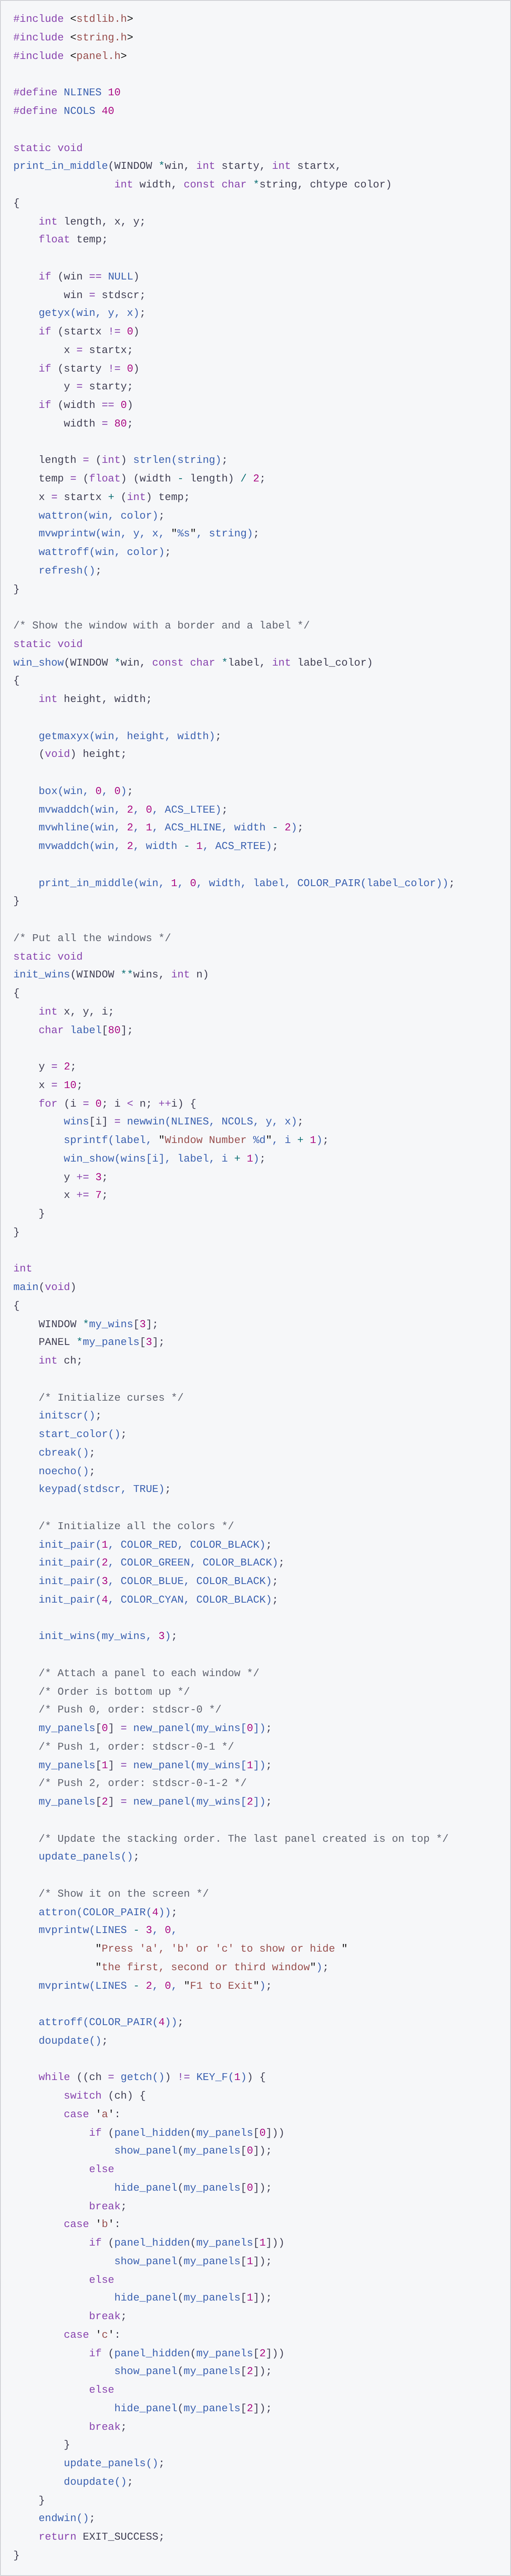 #include <stdlib.h>
#include <string.h>
#include <panel.h>

#define NLINES 10
#define NCOLS 40

static void
print_in_middle(WINDOW *win, int starty, int startx,
                int width, const char *string, chtype color)
{
    int length, x, y;
    float temp;

    if (win == NULL)
        win = stdscr;
    getyx(win, y, x);
    if (startx != 0)
        x = startx;
    if (starty != 0)
        y = starty;
    if (width == 0)
        width = 80;

    length = (int) strlen(string);
    temp = (float) (width - length) / 2;
    x = startx + (int) temp;
    wattron(win, color);
    mvwprintw(win, y, x, "%s", string);
    wattroff(win, color);
    refresh();
}

/* Show the window with a border and a label */
static void
win_show(WINDOW *win, const char *label, int label_color)
{
    int height, width;

    getmaxyx(win, height, width);
    (void) height;

    box(win, 0, 0);
    mvwaddch(win, 2, 0, ACS_LTEE);
    mvwhline(win, 2, 1, ACS_HLINE, width - 2);
    mvwaddch(win, 2, width - 1, ACS_RTEE);

    print_in_middle(win, 1, 0, width, label, COLOR_PAIR(label_color));
}

/* Put all the windows */
static void
init_wins(WINDOW **wins, int n)
{
    int x, y, i;
    char label[80];

    y = 2;
    x = 10;
    for (i = 0; i < n; ++i) {
        wins[i] = newwin(NLINES, NCOLS, y, x);
        sprintf(label, "Window Number %d", i + 1);
        win_show(wins[i], label, i + 1);
        y += 3;
        x += 7;
    }
}

int
main(void)
{
    WINDOW *my_wins[3];
    PANEL *my_panels[3];
    int ch;

    /* Initialize curses */
    initscr();
    start_color();
    cbreak();
    noecho();
    keypad(stdscr, TRUE);

    /* Initialize all the colors */
    init_pair(1, COLOR_RED, COLOR_BLACK);
    init_pair(2, COLOR_GREEN, COLOR_BLACK);
    init_pair(3, COLOR_BLUE, COLOR_BLACK);
    init_pair(4, COLOR_CYAN, COLOR_BLACK);

    init_wins(my_wins, 3);

    /* Attach a panel to each window */
    /* Order is bottom up */
    /* Push 0, order: stdscr-0 */
    my_panels[0] = new_panel(my_wins[0]);
    /* Push 1, order: stdscr-0-1 */
    my_panels[1] = new_panel(my_wins[1]);
    /* Push 2, order: stdscr-0-1-2 */
    my_panels[2] = new_panel(my_wins[2]);

    /* Update the stacking order. The last panel created is on top */
    update_panels();

    /* Show it on the screen */
    attron(COLOR_PAIR(4));
    mvprintw(LINES - 3, 0,
             "Press 'a', 'b' or 'c' to show or hide "
             "the first, second or third window");
    mvprintw(LINES - 2, 0, "F1 to Exit");

    attroff(COLOR_PAIR(4));
    doupdate();

    while ((ch = getch()) != KEY_F(1)) {
        switch (ch) {
        case 'a':
            if (panel_hidden(my_panels[0]))
                show_panel(my_panels[0]);
            else
                hide_panel(my_panels[0]);
            break;
        case 'b':
            if (panel_hidden(my_panels[1]))
                show_panel(my_panels[1]);
            else
                hide_panel(my_panels[1]);
            break;
        case 'c':
            if (panel_hidden(my_panels[2]))
                show_panel(my_panels[2]);
            else
                hide_panel(my_panels[2]);
            break;
        }
        update_panels();
        doupdate();
    }
    endwin();
    return EXIT_SUCCESS;
}